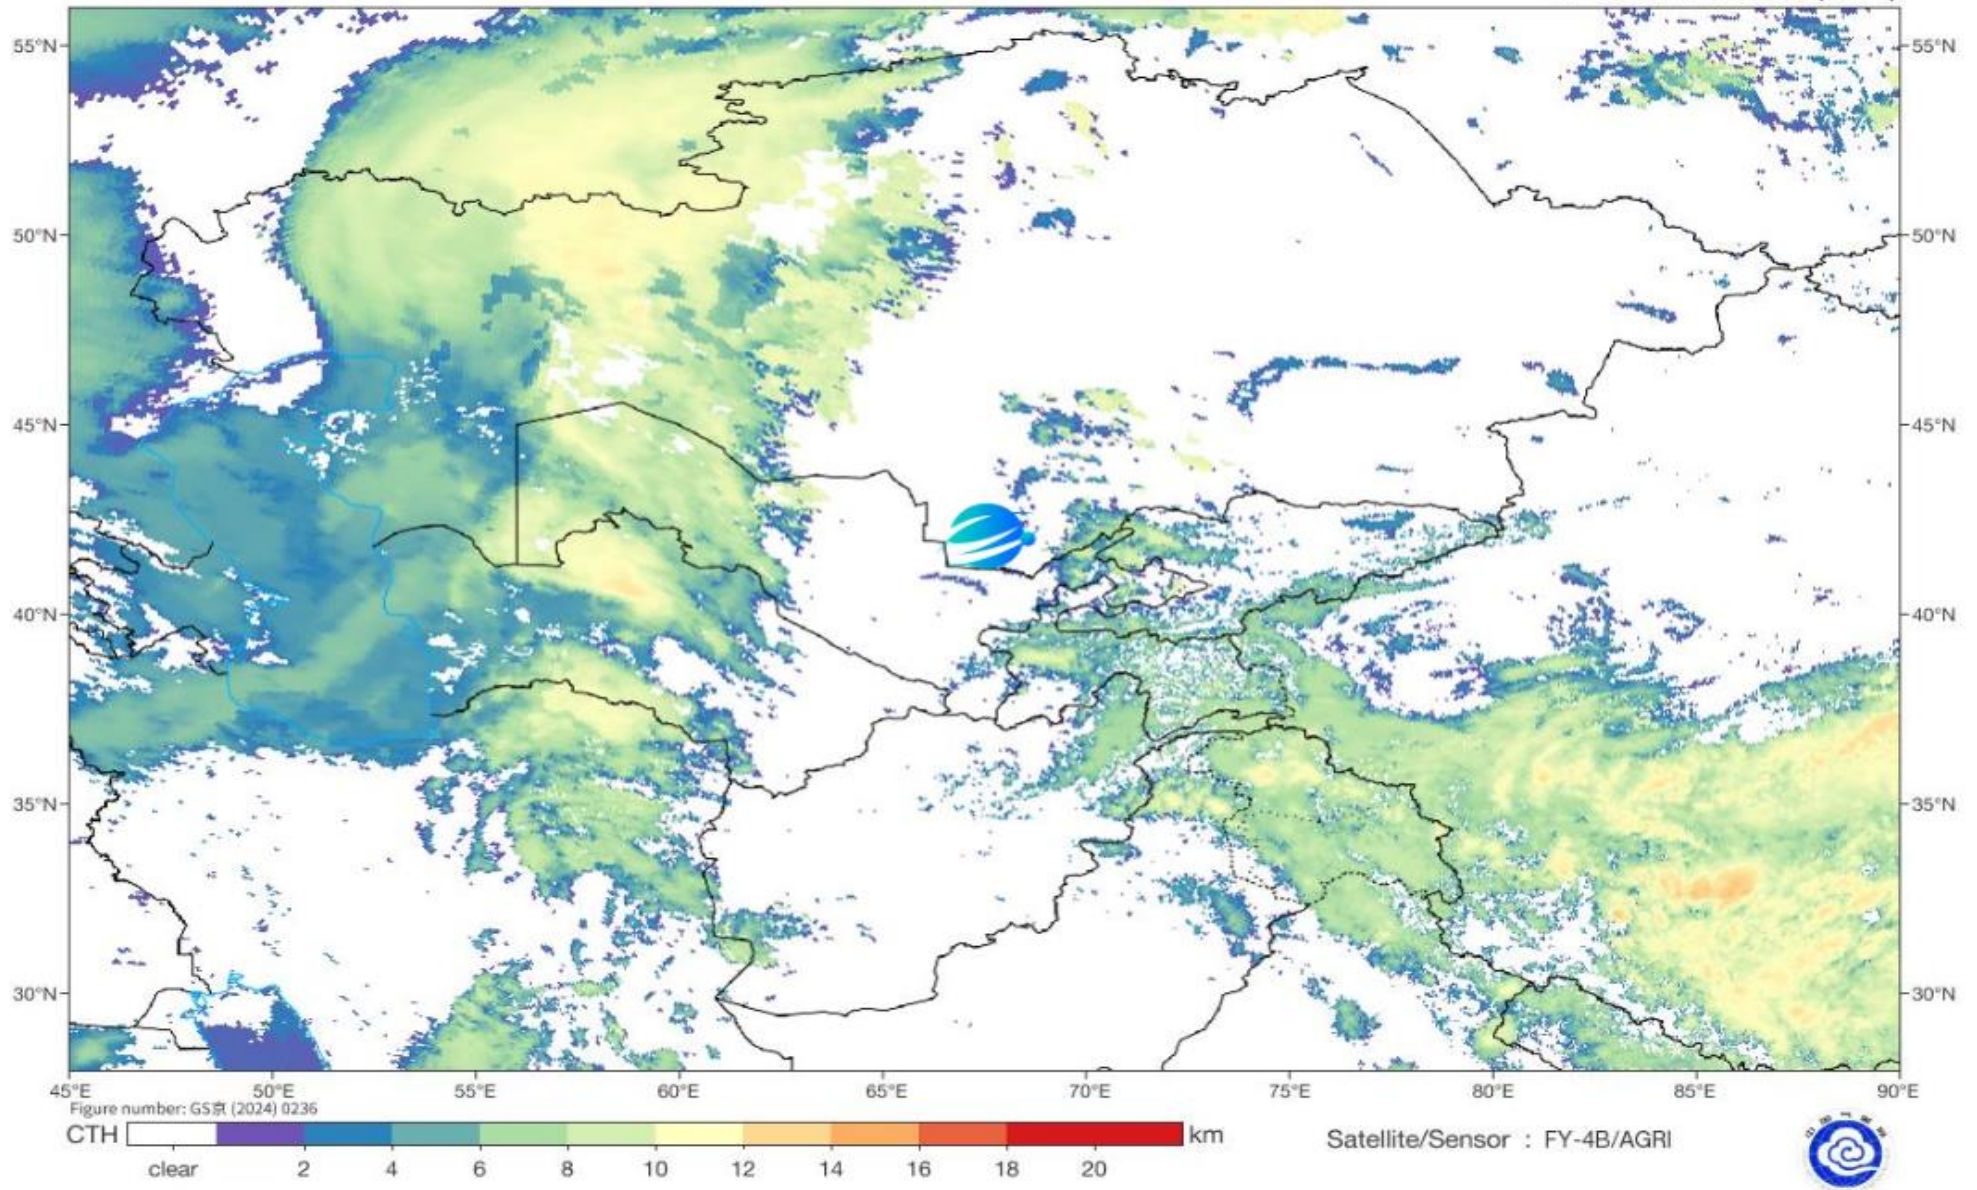 55°N 55°N
50°N 50°N
45°N 45°N
40°N 40°N
35°N 35°N
30°N 30°N
45°E 50°E 55°E 60°E 65°E 70°E 75°E 80°E 85°E 90°E
Figure number: GS京 (2024) 0236
CTH km
Satellite/Sensor : FY-4B/AGRI
clear 2 4 6 8 10 12 14 16 18 20